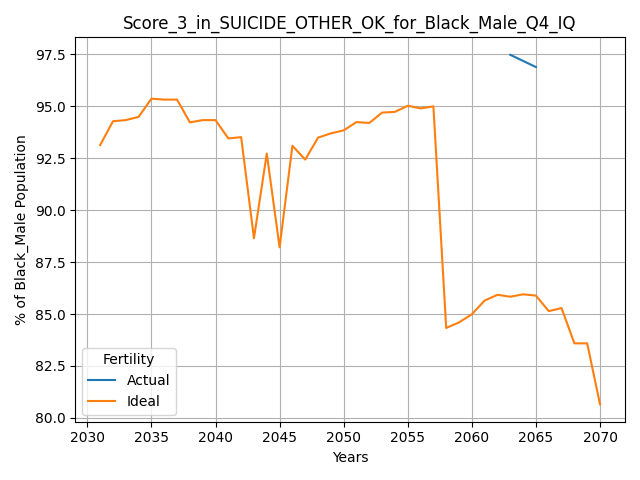 Score_3_in_SUICIDE_OTHER_OK_for_Black_Male_Q4_IQ
% of Black_Male Population
97.5
95.0
92.5
90.0
87.5
85.0
82.5
80.0
Fertility
Actual
Ideal
2030 2035 2040 2045 2050 2055 2060 2065 2070
Years